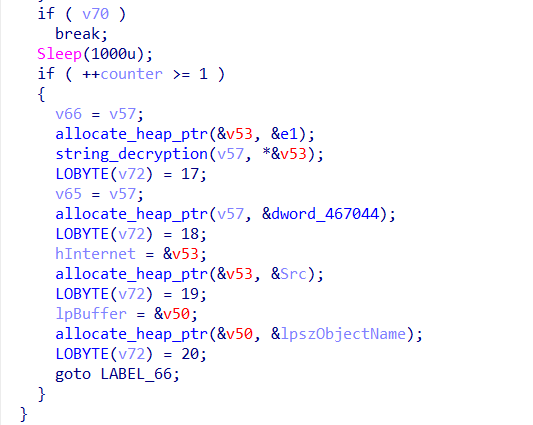 if ( v70 )
break;
Sleep(1000u);
if ( ++counter >= 1 )
{
v66 = v57;
allocate_heap_ptr(&v53, &e1);
string_decryption(v57, *&v53);
LOBYTE(v72) = 17;
v65 = v57;
allocate_heap_ptr(v57, &dword_467044);
LOBYTE(v72) = 18;
hInternet = &v53;
allocate_heap_ptr(&v53, &Src);
LOBYTE(v72) = 19;
lpBuffer = &v50;
allocate_heap_ptr(&v50, &lpszObjectName);
LOBYTE(v72) = 20;
goto LABEL_66;
}
}